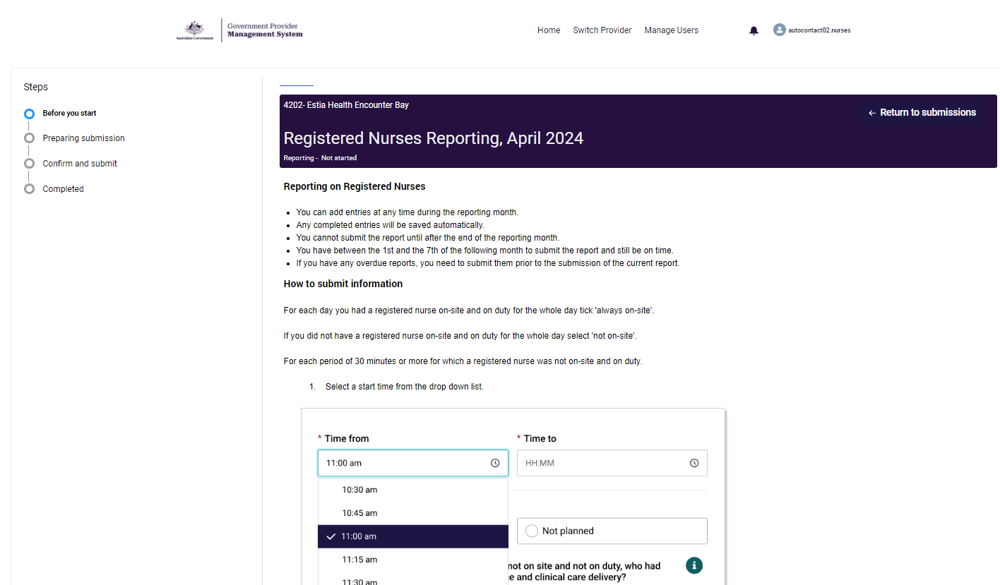 Australian Government
Government Provider
Management System
Home
Switch Provider
Manage Users
autocontact02.nurses
Steps
Before you start
Preparing submission
Confirm and submit
Completed
4202- Estia Health Encounter Bay
← Return to submissions
Registered Nurses Reporting, April 2024
Reporting - Not started
Reporting on Registered Nurses
• You can add entries at any time during the reporting month.
• Any completed entries will be saved automatically.
• You cannot submit the report until after the end of the reporting month.
• You have between the 1st and the 7th of the following month to submit the report and still be on time.
• If you have any overdue reports, you need to submit them prior to the submission of the current report.
How to submit information
For each day you had a registered nurse on-site and on duty for the whole day tick 'always on-site'.
If you did not have a registered nurse on-site and on duty for the whole day select 'not on-site'.
For each period of 30 minutes or more for which a registered nurse was not on-site and on duty.
1. Select a start time from the drop down list.
* Time from
* Time to
11:00 am
HH:MM
10:30 am
10:45 am
11:00 am
Not planned
11:15 am
not on site and not on duty, who had
e and clinical care delivery?
11:30 am